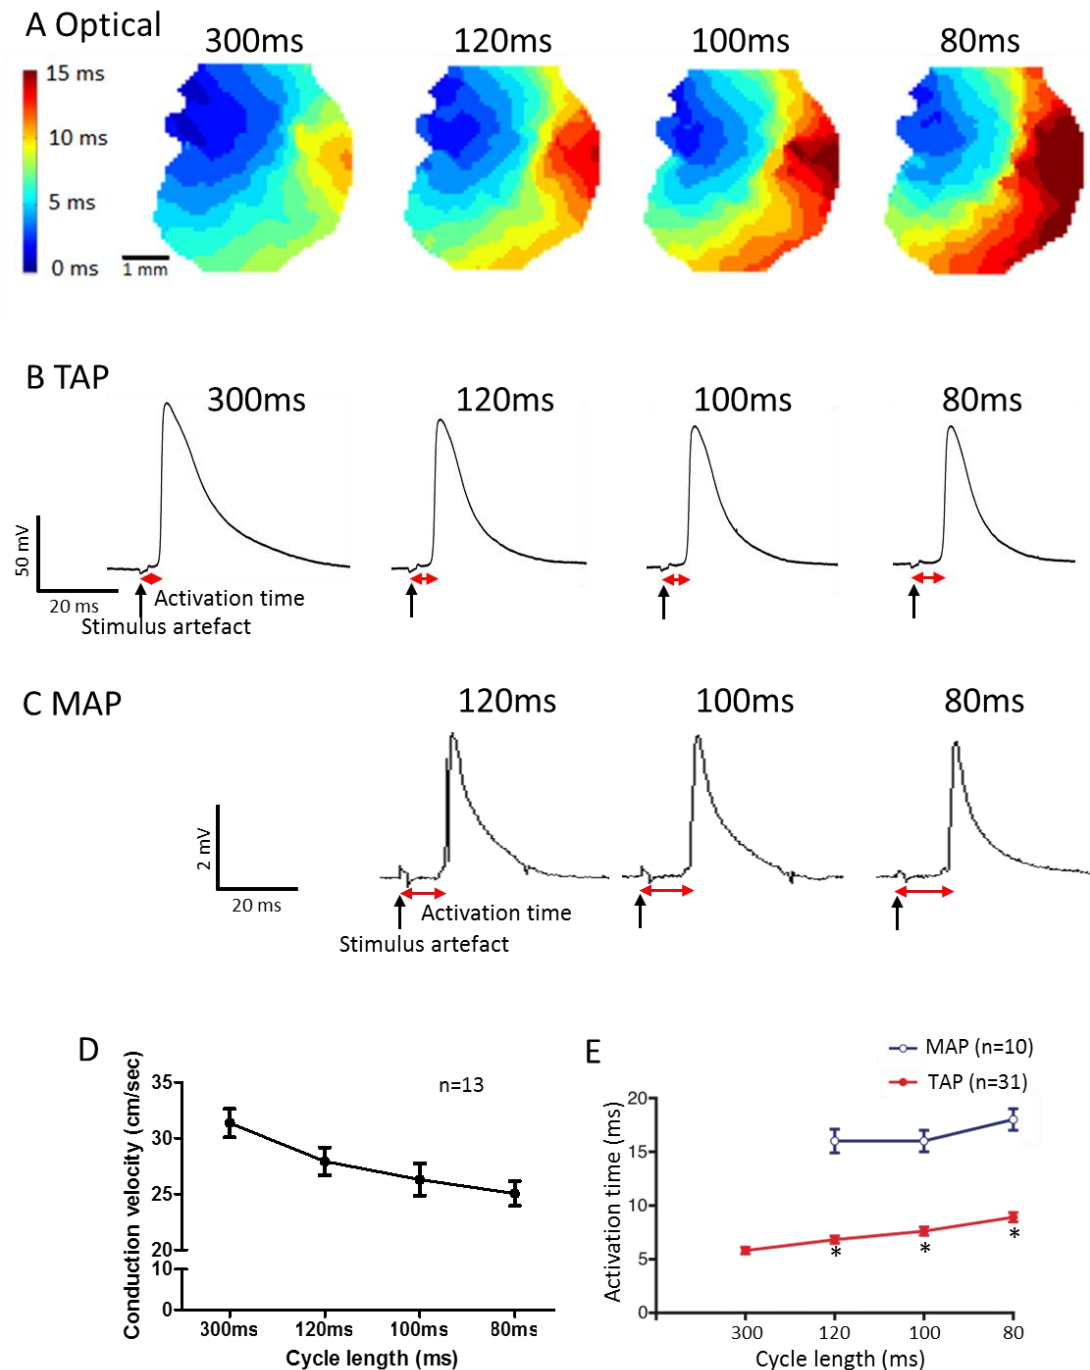 A Optical
300ms
120ms
100ms
80ms
15 ms
10 ms
5 ms
0 ms
1 mm
B TAP
300ms
120ms
100ms
80ms
50 mV
20 ms
Activation time
Stimulus artefact
C MAP
120ms
100ms
80ms
2 mV
20 ms
Activation time
Stimulus artefact
D
n=13
Conduction velocity (cm/sec)
35
30
25
20
10
0
300ms
120ms
100ms
80ms
Cycle length (ms)
E
MAP (n=10)
TAP (n=31)
Activation time (ms)
20
15
10
5
0
*
*
*
300
120
100
80
Cycle length (ms)